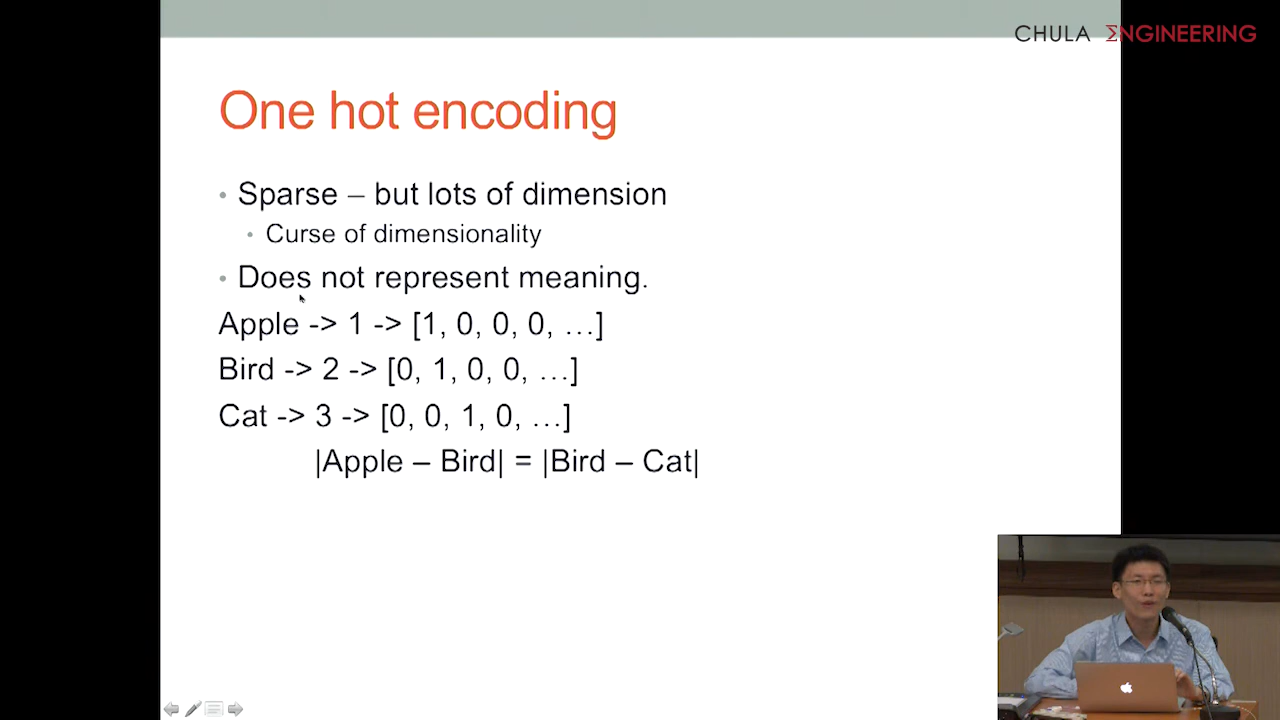 CHULA ΣNGINEERING
One hot encoding
• Sparse – but lots of dimension
• Curse of dimensionality
• Does not represent meaning.
Apple -> 1 -> [1, 0, 0, 0, …]
Bird -> 2 -> [0, 1, 0, 0, …]
Cat -> 3 -> [0, 0, 1, 0, …]
|Apple – Bird| = |Bird – Cat|